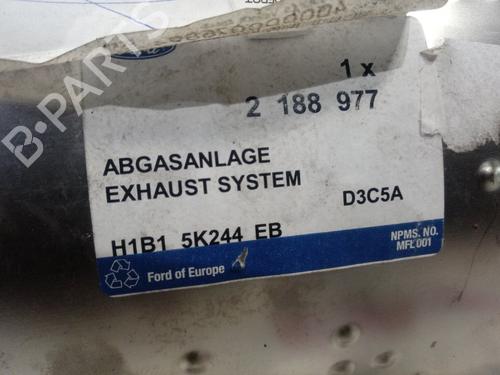 1 x
2 188 977
ABGASANLAGE
EXHAUST SYSTEM
D3C5A
H1B1 5K244 EB
NPMS. NO.
MFL001
Ford of Europe
B-PARTS